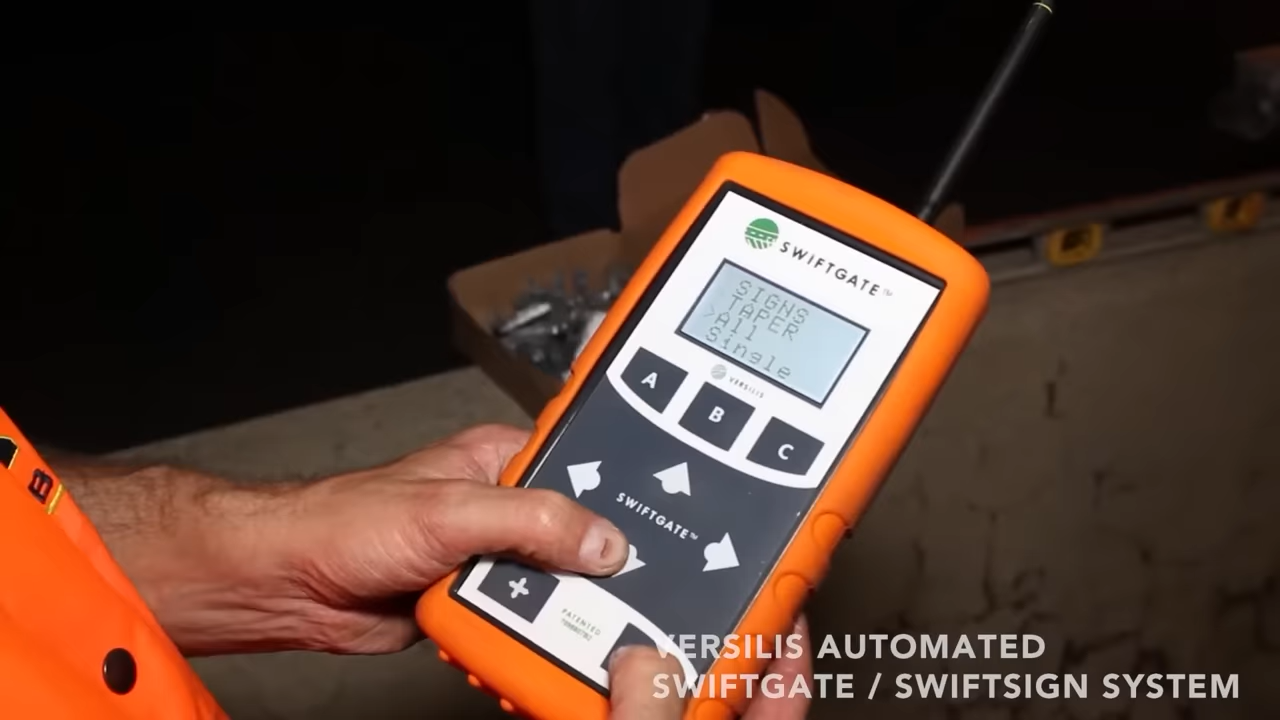 SWIFTGATE™
SIGNS
TAPER
>All
Single
VERSILIS
A
B
C
SWIFTGATE™
+
PATENTED
VERSILIS AUTOMATED
SWIFTGATE / SWIFTSIGN SYSTEM